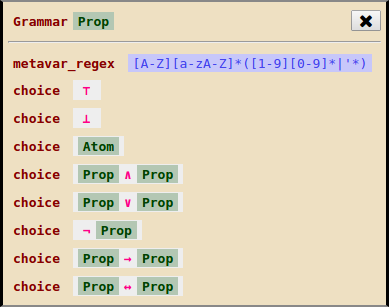 Grammar Prop
metavar_regex [A-Z][a-zA-Z]*([1-9][0-9]*|'*)
choice ⊤
choice ⊥
choice Atom
choice Prop ∧ Prop
choice Prop ∨ Prop
choice ¬ Prop
choice Prop → Prop
choice Prop ↔ Prop